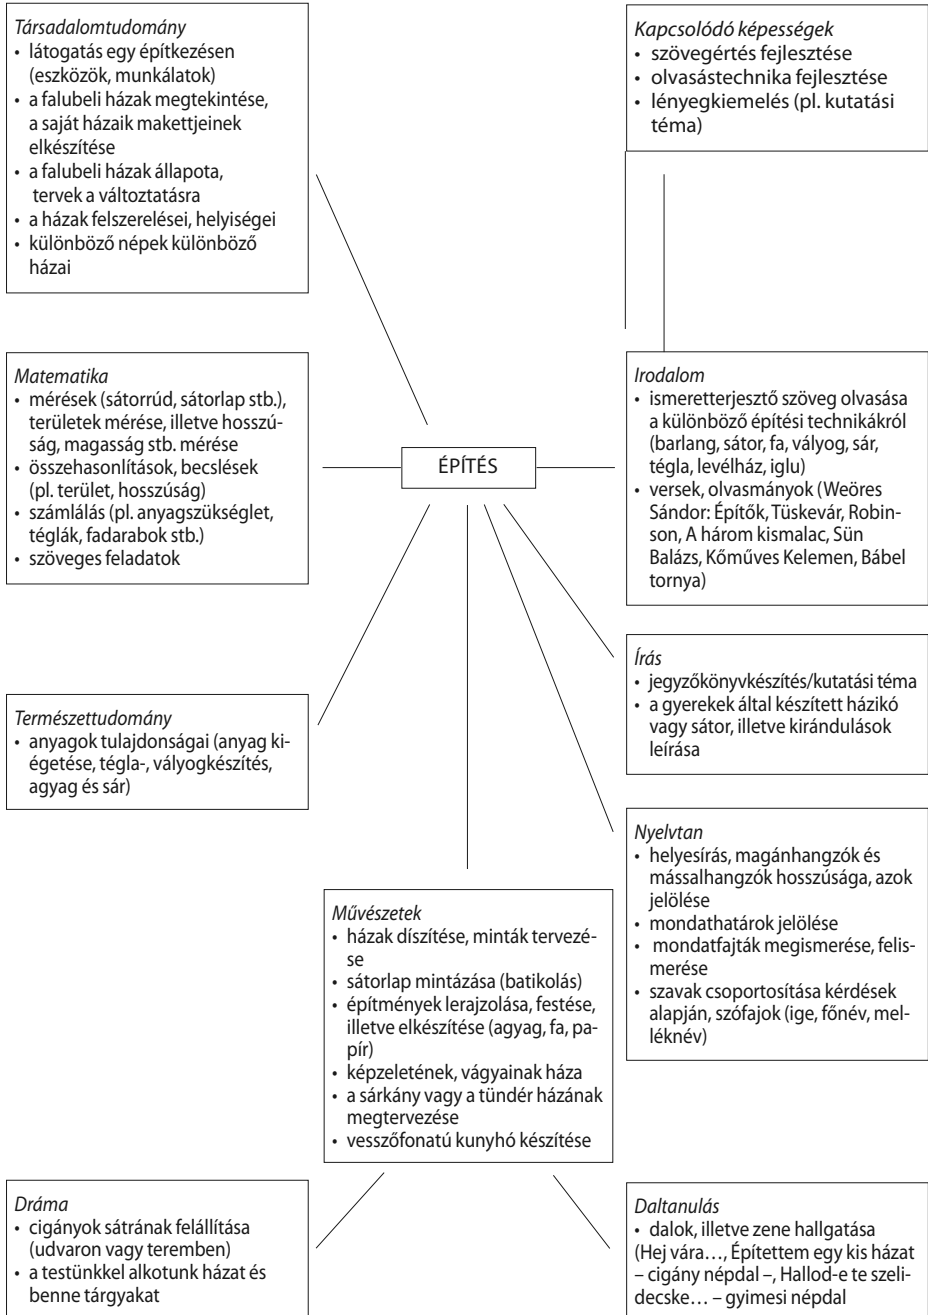 Társadalomtudomány
• látogatás egy építkezésen
(eszközök, munkálatok)
• a falubeli házak megtekintése,
a saját házaik makettjeinek
elkészítése
• a falubeli házak állapota,
tervek a változtatásra
• a házak felszerelései, helyiségei
• különböző népek különböző
házai
Kapcsolódó képességek
• szövegértés fejlesztése
• olvasástechnika fejlesztése
• lényegkiemelés (pl. kutatási
téma)
Matematika
• mérések (sátorrúd, sátorlap stb.),
területek mérése, illetve hosszú-
ság, magasság stb. mérése
• összehasonlítások, becslések
(pl. terület, hosszúság)
• számlálás (pl. anyagszükséglet,
téglák, fadarabok stb.)
• szöveges feladatok
ÉPÍTÉS
Irodalom
• ismeretterjesztő szöveg olvasása
a különböző építési technikákról
(barlang, sátor, fa, vályog, sár,
tégla, levélház, iglu)
• versek, olvasmányok (Weöres
Sándor: Építők, Tüskevár, Robin-
son, A három kismalac, Sün
Balázs, Kőműves Kelemen, Bábel
tornya)
Írás
• jegyzőkönyvkészítés/kutatási téma
• a gyerekek által készített házikó
vagy sátor, illetve kirándulások
leírása
Természettudomány
• anyagok tulajdonságai (anyag ki-
égetése, tégla-, vályogkészítés,
agyag és sár)
Nyelvtan
• helyesírás, magánhangzók és
mássalhangzók hosszúsága, azok
jelölése
• mondathatárok jelölése
• mondatfajták megismerése, felis-
merése
• szavak csoportosítása kérdések
alapján, szófajok (ige, főnév, mel-
léknév)
Művészetek
• házak díszítése, minták tervezé-
se
• sátorlap mintázása (batikolás)
• építmények lerajzolása, festése,
illetve elkészítése (agyag, fa, pa-
pír)
• képzeletének, vágyainak háza
• a sárkány vagy a tündér házának
megtervezése
• vesszőfonatú kunyhó készítése
Dráma
• cigányok sátrának felállítása
(udvaron vagy teremben)
• a testünkkel alkotunk házat és
benne tárgyakat
Daltanulás
• dalok, illetve zene hallgatása
(Hej vára…, Építettem egy kis házat
– cigány népdal –, Hallod-e te szeli-
decske… – gyimesi népdal